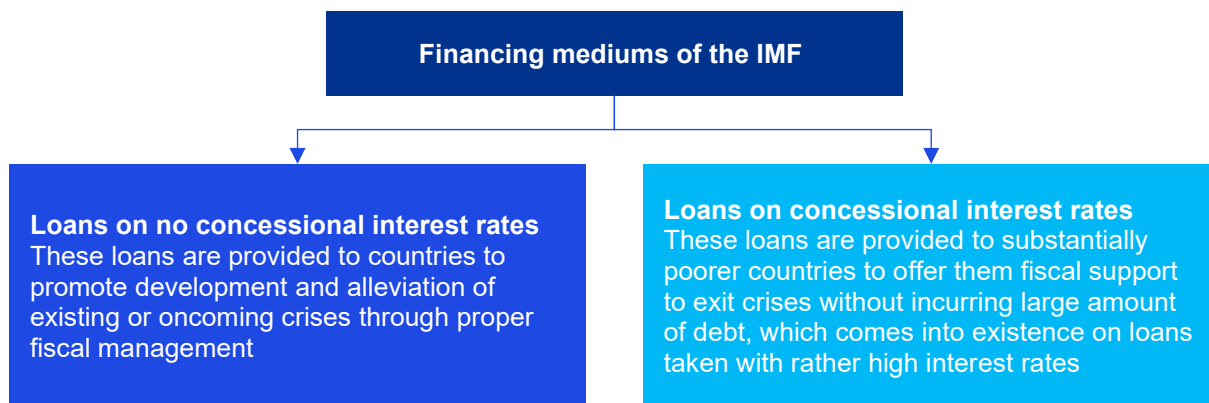 Financing mediums of the IMF
Loans on no concessional interest rates
These loans are provided to countries to
promote development and alleviation of
existing or oncoming crises through proper
fiscal management
Loans on concessional interest rates
These loans are provided to substantially
poorer countries to offer them fiscal support
to exit crises without incurring large amount
of debt, which comes into existence on loans
taken with rather high interest rates